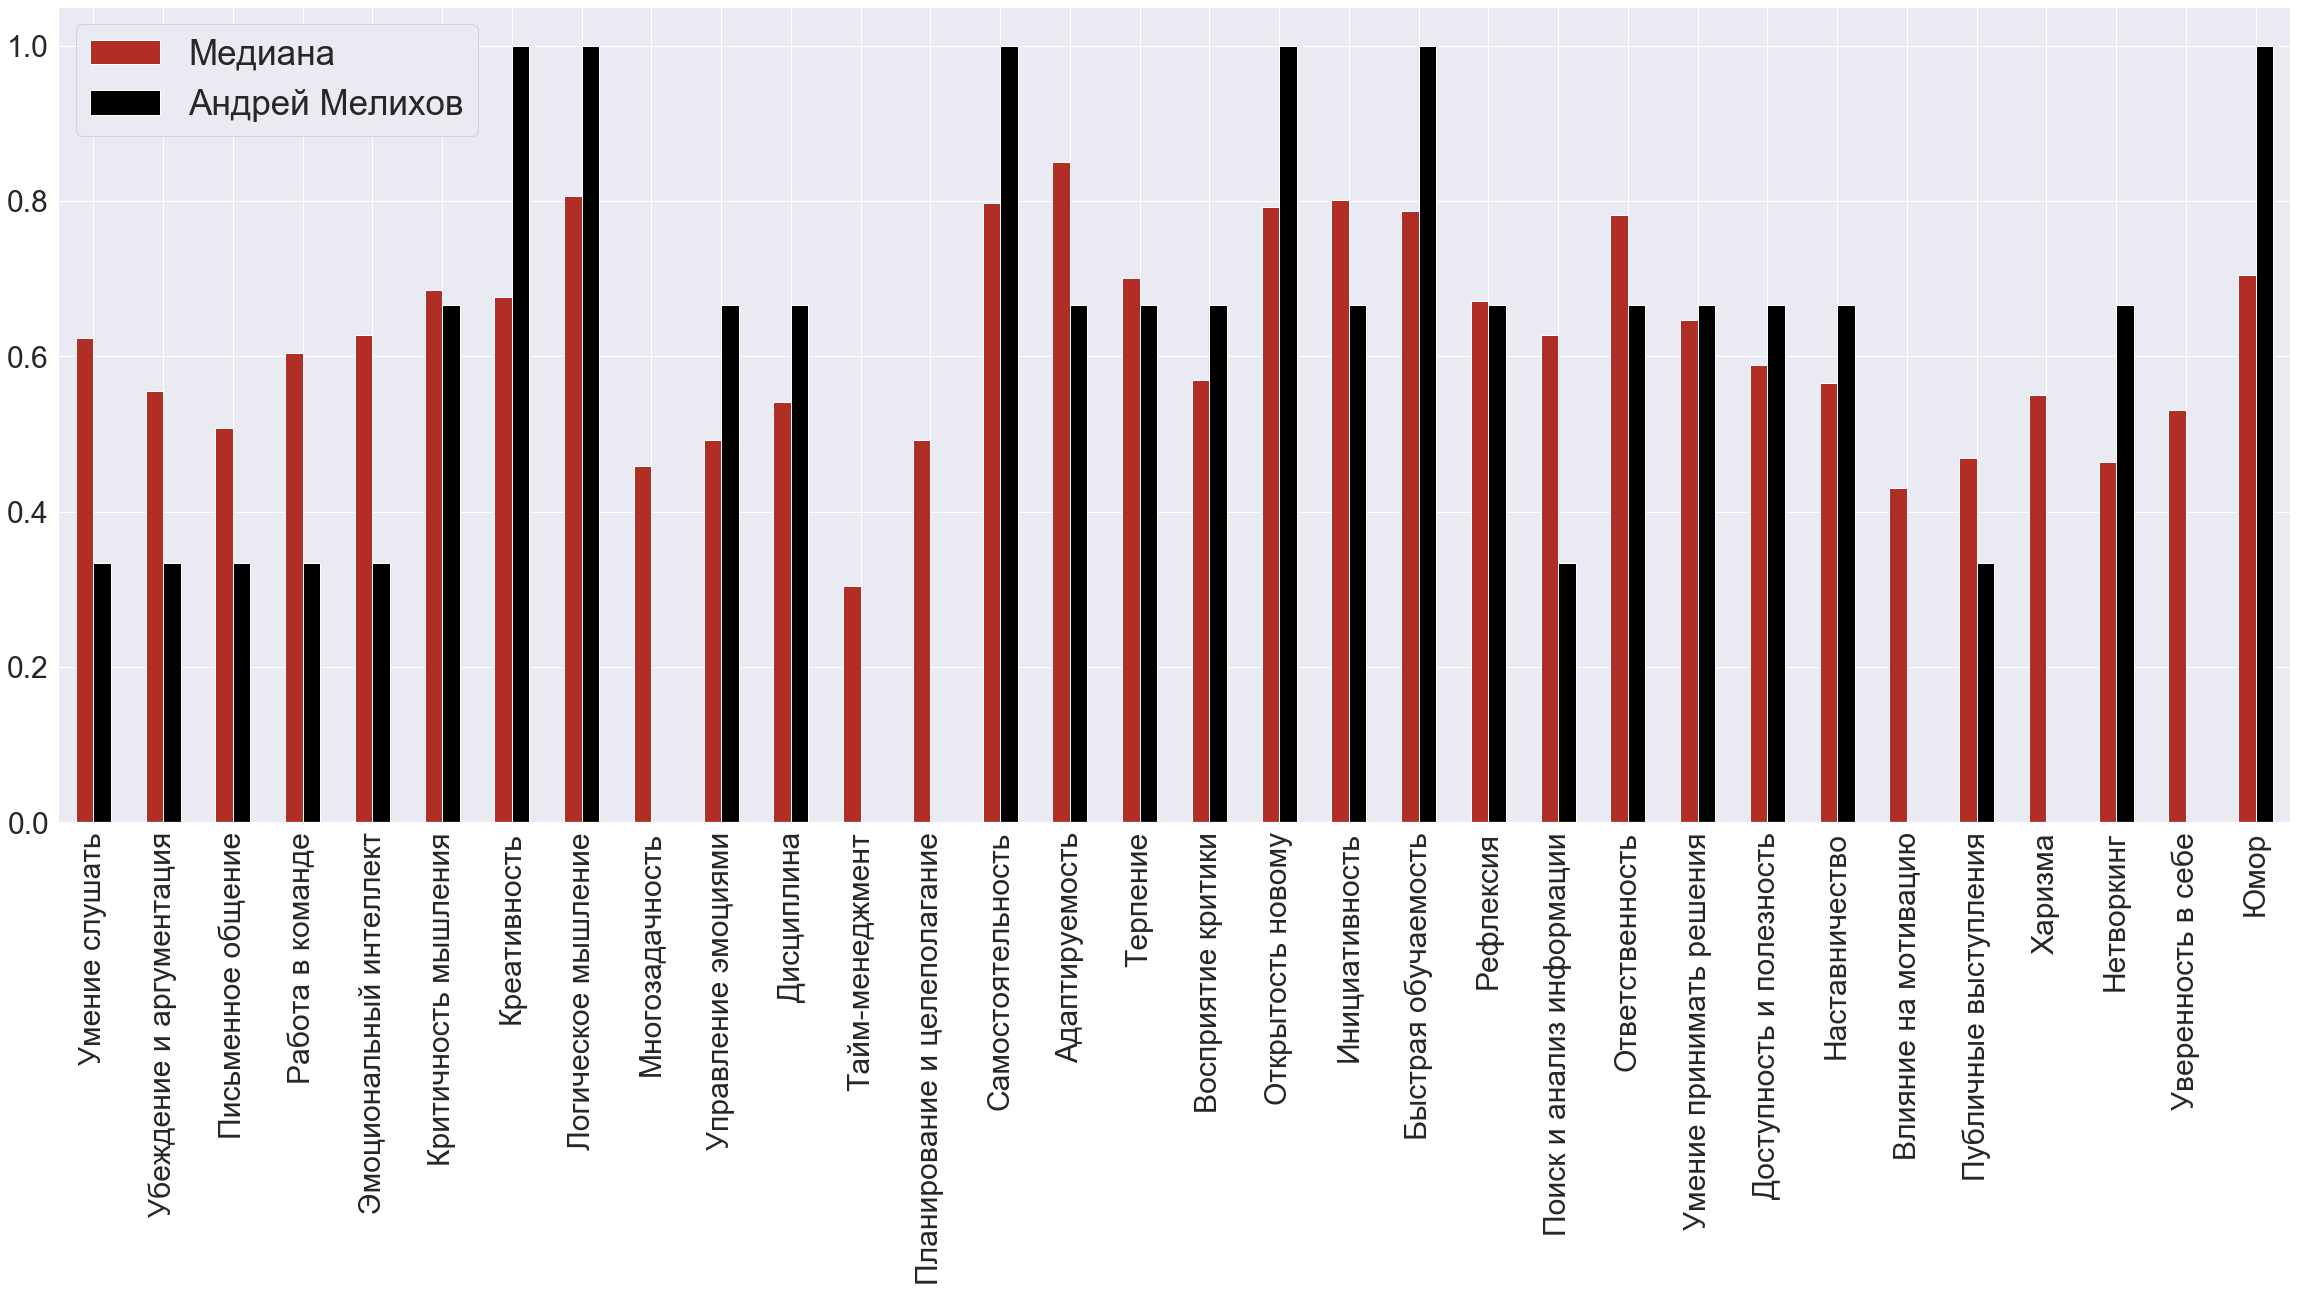 Медиана
Андрей Мелихов
1.0
0.8
0.6
0.4
0.2
0.0
Умение слушать
Убеждение и аргументация
Письменное общение
Работа в команде
Эмоциональный интеллект
Критичность мышления
Креативность
Логическое мышление
Многозадачность
Управление эмоциями
Дисциплина
Тайм-менеджмент
Планирование и целеполагание
Самостоятельность
Адаптируемость
Терпение
Восприятие критики
Открытость новому
Инициативность
Быстрая обучаемость
Рефлексия
Поиск и анализ информации
Ответственность
Умение принимать решения
Доступность и полезность
Наставничество
Влияние на мотивацию
Публичные выступления
Харизма
Нетворкинг
Уверенность в себе
Юмор